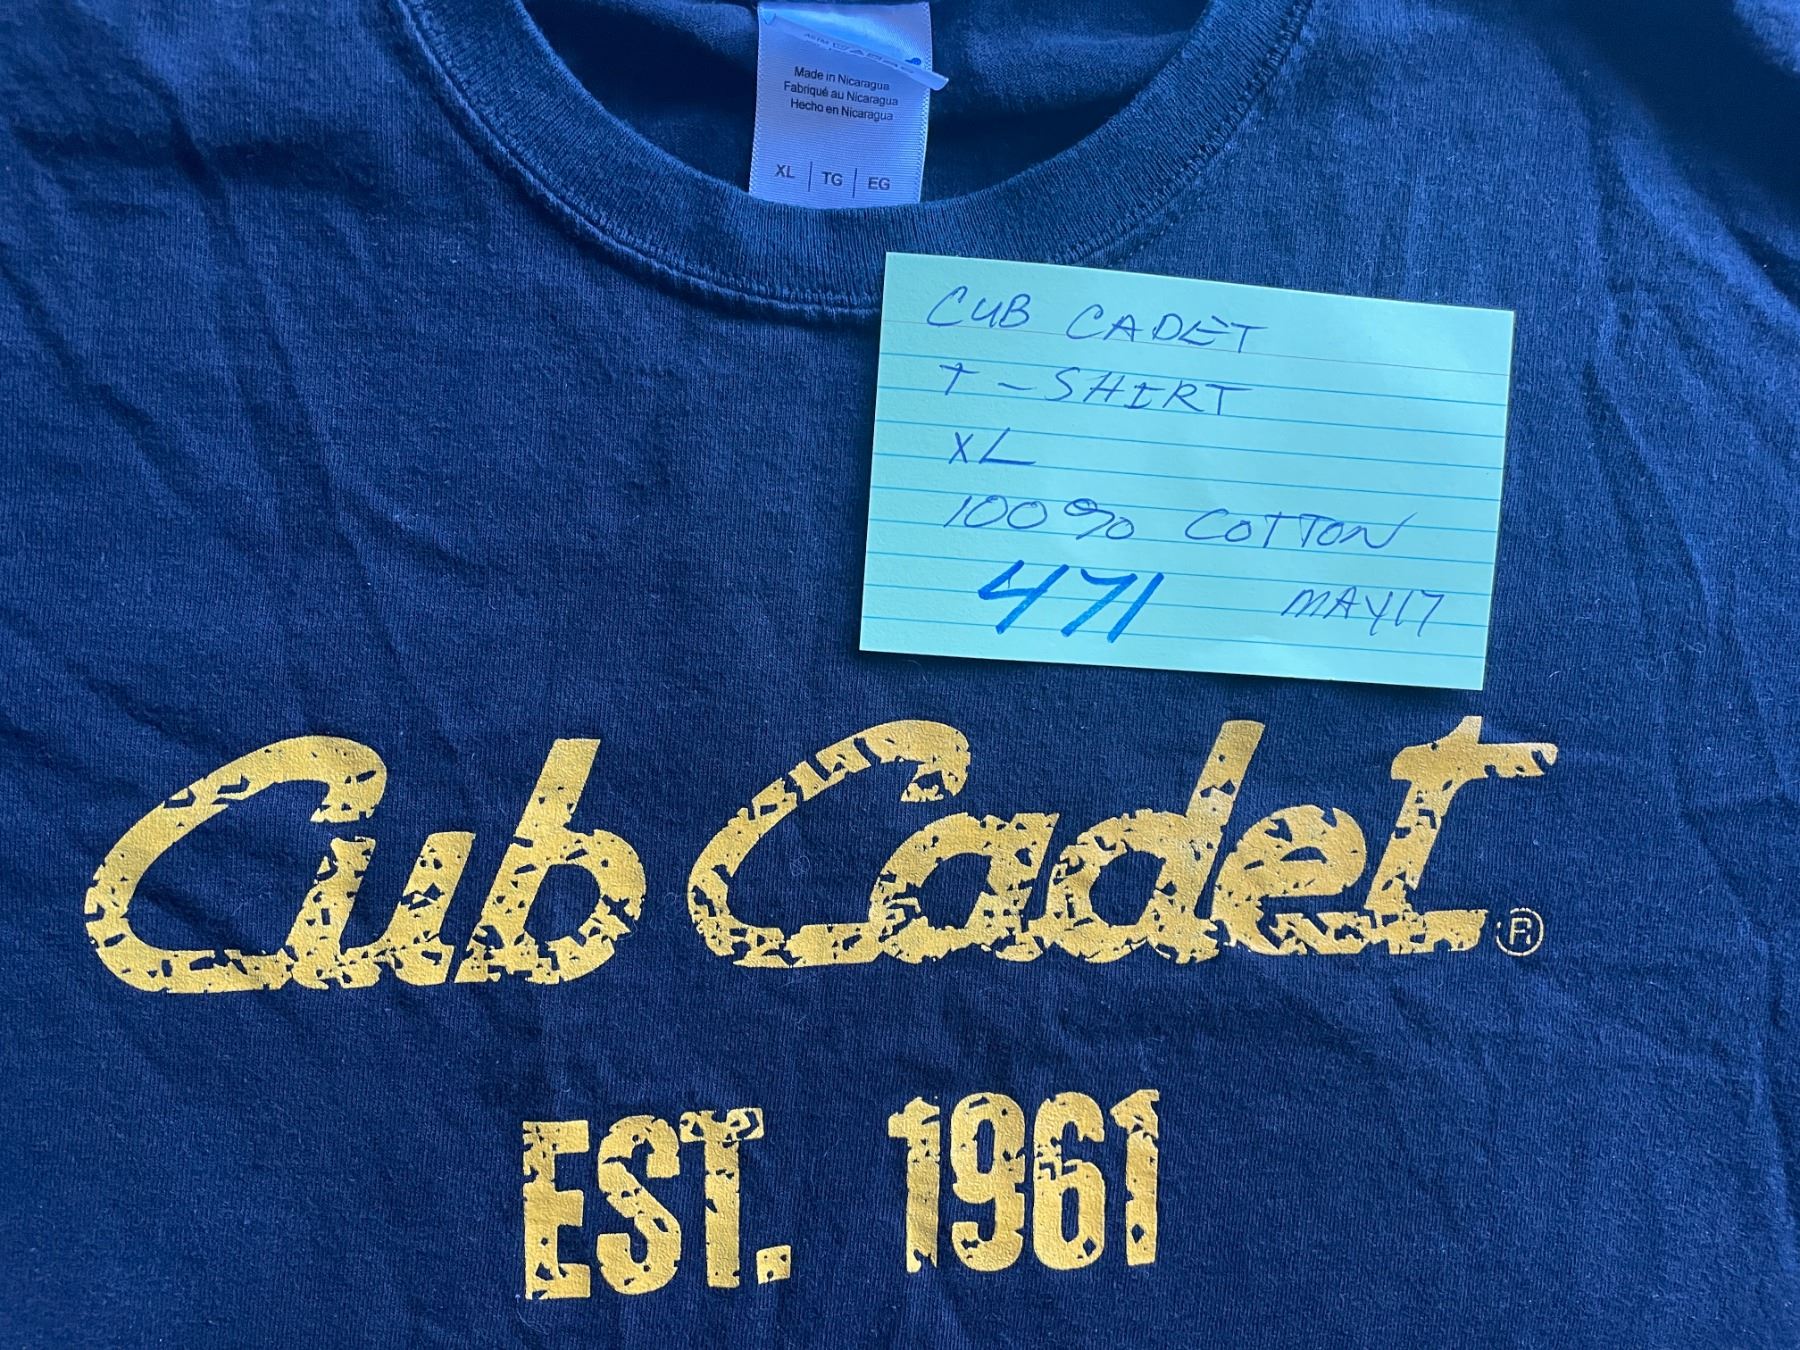 Made in Nicaragua
Fabriqué au Nicaragua
Hecho en Nicaragua
XL | TG | EG
CUB CADET
T-SHIRT
XL
100% COTTON
471 MAY17
Cub Cadet®
EST. 1961